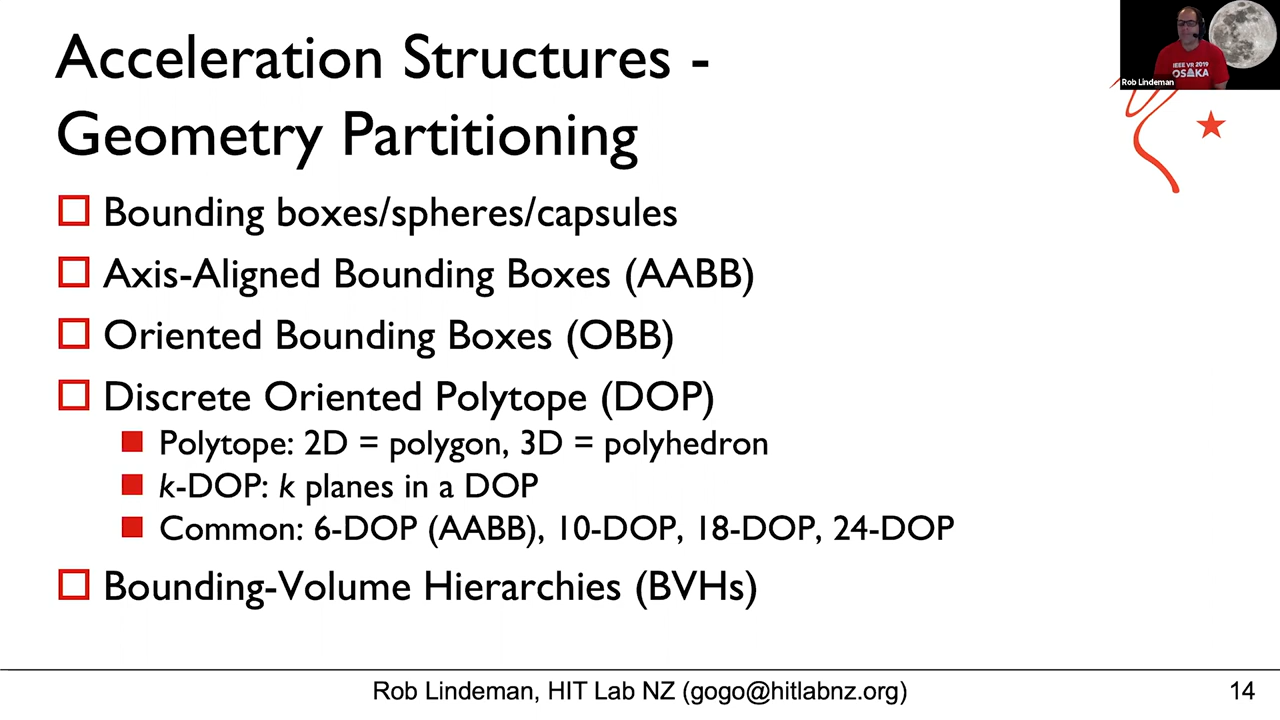 Acceleration Structures -
Geometry Partitioning
Bounding boxes/spheres/capsules
Axis-Aligned Bounding Boxes (AABB)
Oriented Bounding Boxes (OBB)
Discrete Oriented Polytope (DOP)
Polytope: 2D = polygon, 3D = polyhedron
k-DOP: k planes in a DOP
Common: 6-DOP (AABB), 10-DOP, 18-DOP, 24-DOP
Bounding-Volume Hierarchies (BVHs)
IEEE VR 2019
OSAKA
Rob Lindeman
Rob Lindeman, HIT Lab NZ (gogo@hitlabnz.org)
14